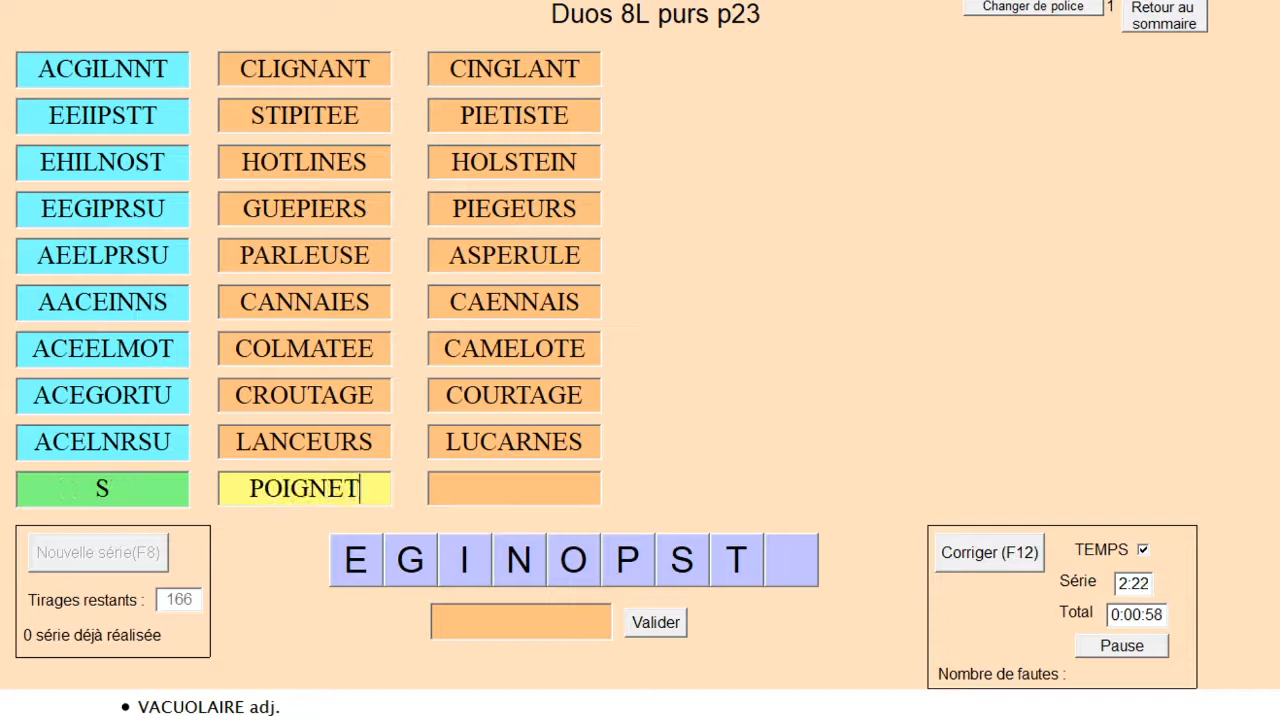 Duos 8L purs p23
Changer de police 1 Retour au sommaire
ACGILNNT CLIGNANT CINGLANT
EEIIPSTT STIPITEE PIETISTE
EHILNOST HOTLINES HOLSTEIN
EEGIPRSU GUEPIERS PIEGEURS
AEELPRSU PARLEUSE ASPERULE
AACEINNS CANNAIES CAENNAIS
ACEELMOT COLMATEE CAMELOTE
ACEGORTU CROUTAGE COURTAGE
ACELNRSU LANCEURS LUCARNES
S POIGNET
Nouvelle série(F8)
Tirages restants : 166
0 série déjà réalisée
E G I N O P S T
Valider
Corriger (F12) TEMPS
Série 2:22
Total 0:00:58
Pause
Nombre de fautes :
• VACUOLAIRE adj.